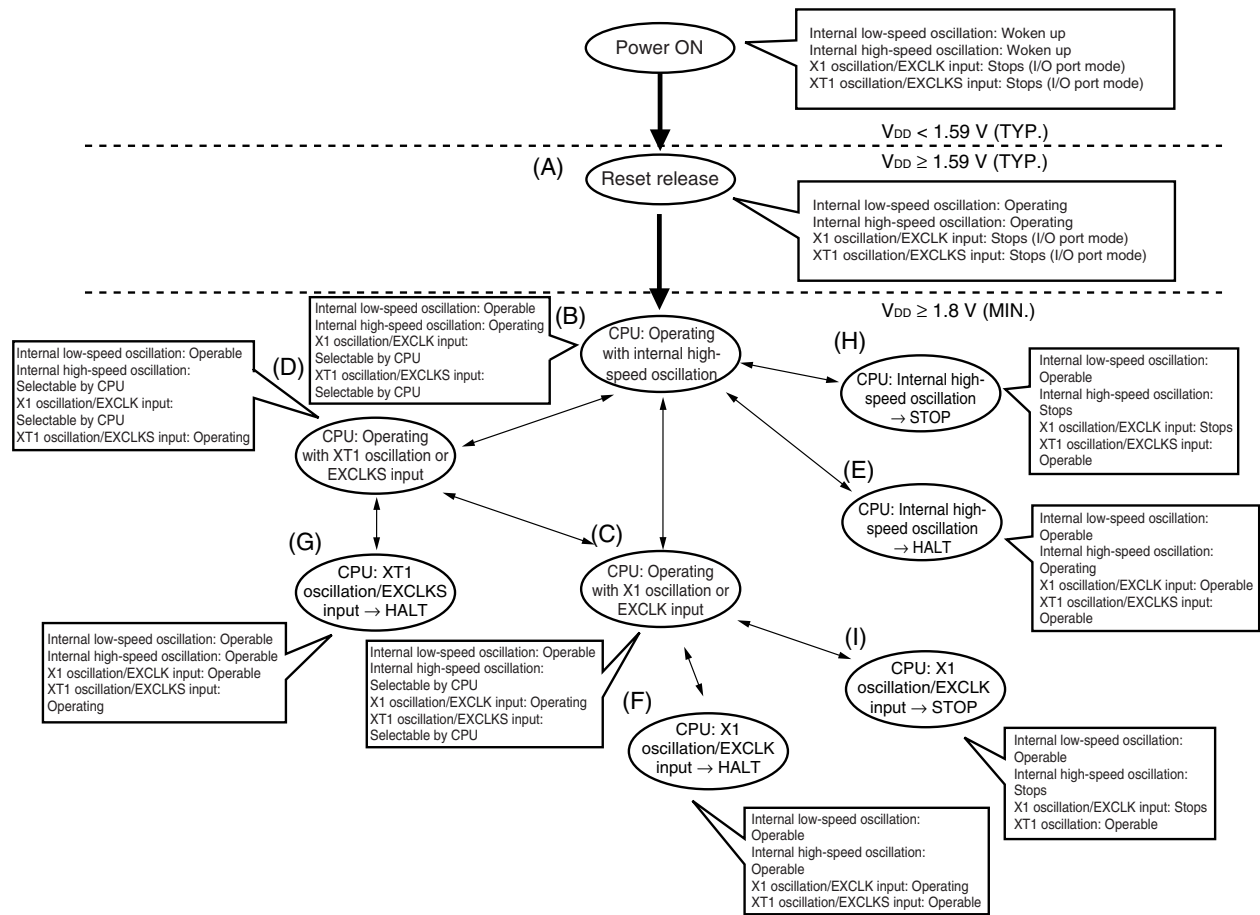 Power ON
Internal low-speed oscillation: Woken up
Internal high-speed oscillation: Woken up
X1 oscillation/EXCLK input: Stops (I/O port mode)
XT1 oscillation/EXCLKS input: Stops (I/O port mode)
VDD < 1.59 V (TYP.)
VDD ≥ 1.59 V (TYP.)
(A)
Reset release
Internal low-speed oscillation: Operating
Internal high-speed oscillation: Operating
X1 oscillation/EXCLK input: Stops (I/O port mode)
XT1 oscillation/EXCLKS input: Stops (I/O port mode)
VDD ≥ 1.8 V (MIN.)
Internal low-speed oscillation: Operable
Internal high-speed oscillation: Operating
X1 oscillation/EXCLK input:
Selectable by CPU
XT1 oscillation/EXCLKS input:
Selectable by CPU
(B)
CPU: Operating
with internal high-
speed oscillation
Internal low-speed oscillation: Operable
Internal high-speed oscillation:
Selectable by CPU
X1 oscillation/EXCLK input:
Selectable by CPU
XT1 oscillation/EXCLKS input: Operating
(D)
CPU: Operating
with XT1 oscillation or
EXCLKS input
(H)
CPU: Internal high-
speed oscillation
→ STOP
Internal low-speed oscillation:
Operable
Internal high-speed oscillation:
Stops
X1 oscillation/EXCLK input: Stops
XT1 oscillation/EXCLKS input:
Operable
(E)
CPU: Internal high-
speed oscillation
→ HALT
Internal low-speed oscillation:
Operable
Internal high-speed oscillation:
Operating
X1 oscillation/EXCLK input: Operable
XT1 oscillation/EXCLKS input:
Operable
(G)
CPU: XT1
oscillation/EXCLKS
input → HALT
Internal low-speed oscillation: Operable
Internal high-speed oscillation: Operable
X1 oscillation/EXCLK input: Operable
XT1 oscillation/EXCLKS input:
Operating
(C)
CPU: Operating
with X1 oscillation or
EXCLK input
Internal low-speed oscillation: Operable
Internal high-speed oscillation:
Selectable by CPU
X1 oscillation/EXCLK input: Operating
XT1 oscillation/EXCLKS input:
Selectable by CPU
(I)
CPU: X1
oscillation/EXCLK
input → STOP
Internal low-speed oscillation:
Operable
Internal high-speed oscillation:
Stops
X1 oscillation/EXCLK input: Stops
XT1 oscillation: Operable
(F)
CPU: X1
oscillation/EXCLK
input → HALT
Internal low-speed oscillation:
Operable
Internal high-speed oscillation:
Operable
X1 oscillation/EXCLK input: Operating
XT1 oscillation/EXCLKS input: Operable